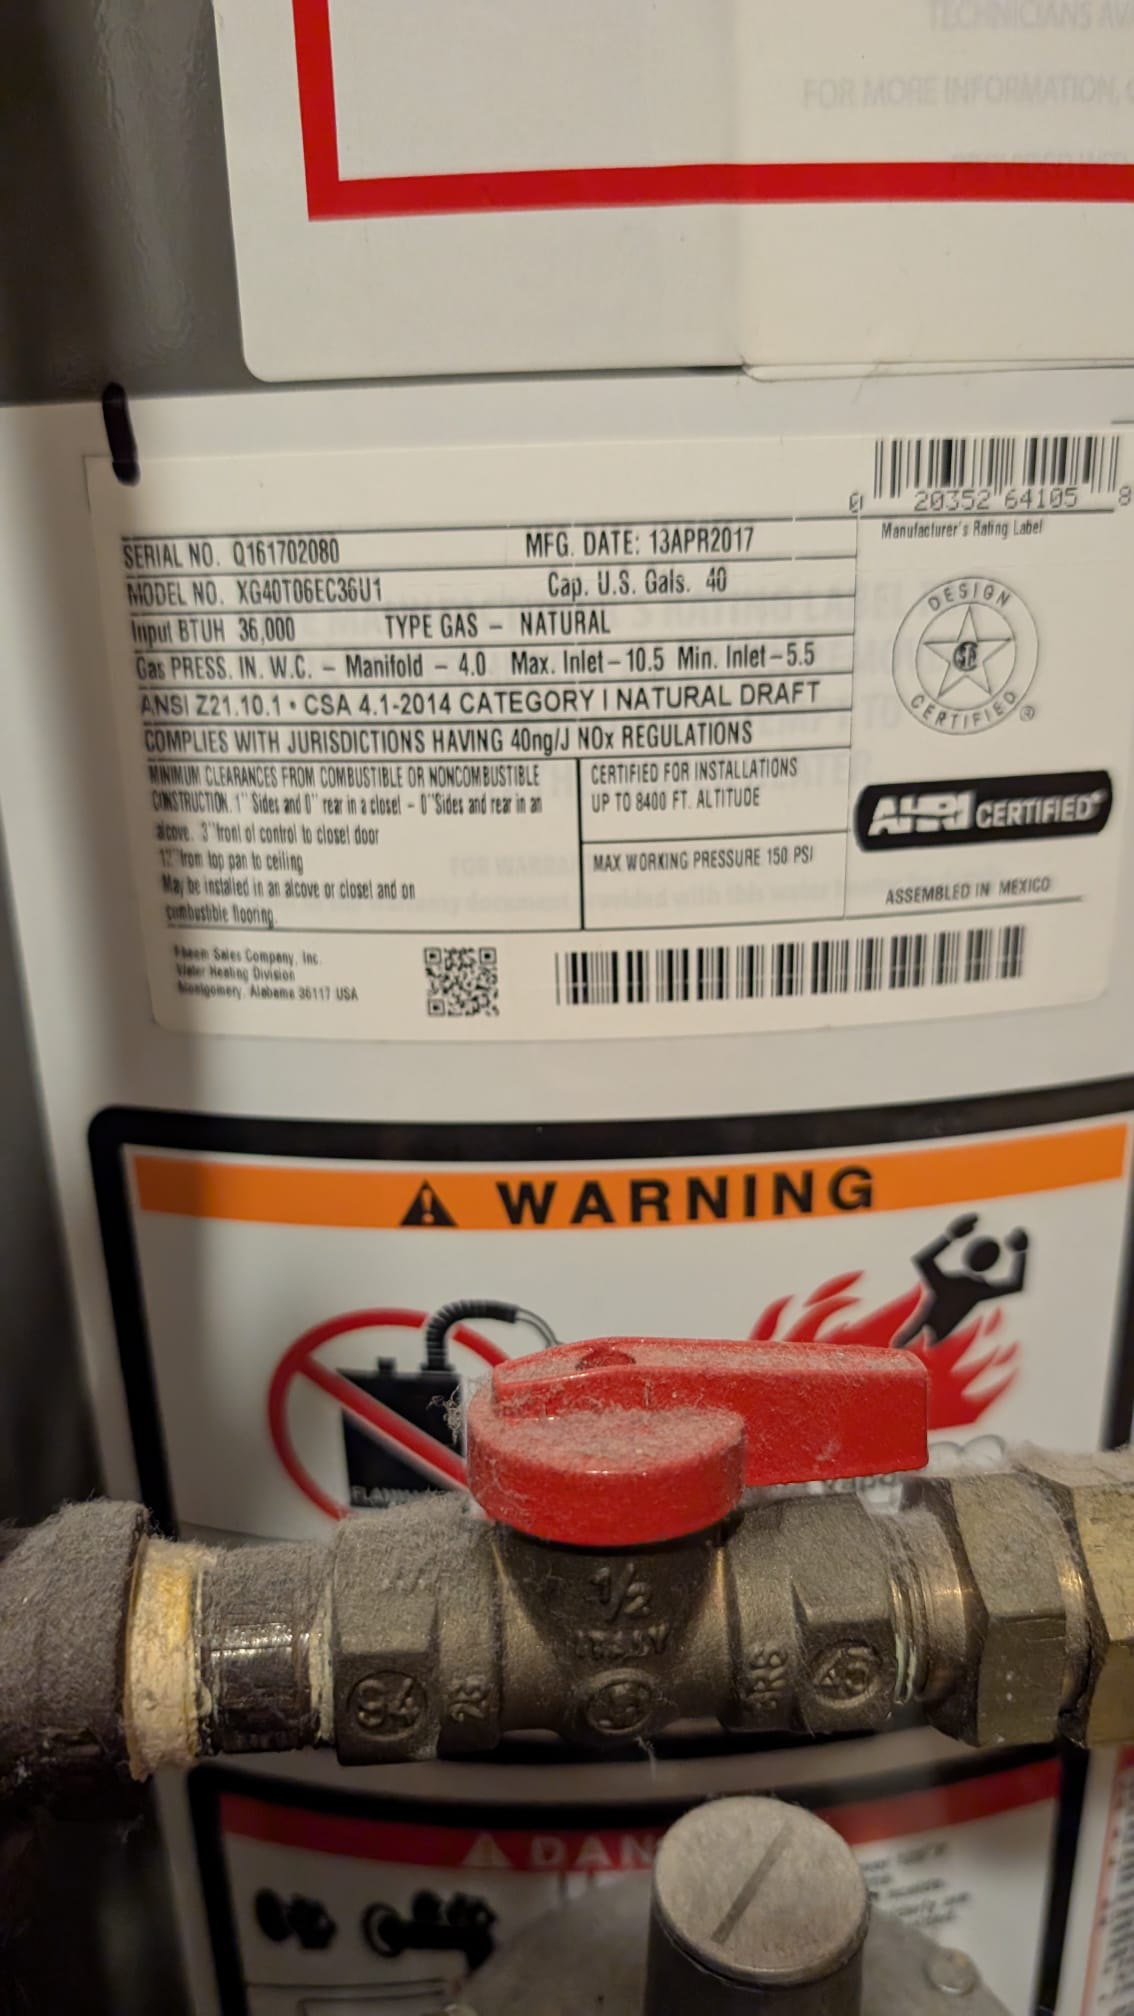 TECHNICIANS
FOR MORE INFORMATION,
0 20352 64105 8
Manufacturer's Rating Label
SERIAL NO. Q161702080 MFG. DATE: 13APR2017
MODEL NO. XG40T06EC36U1 Cap. U.S. Gals. 40
Input BTUH 36,000 TYPE GAS – NATURAL
Gas PRESS. IN. W.C. – Manifold – 4.0 Max. Inlet – 10.5 Min. Inlet – 5.5
ANSI Z21.10.1 • CSA 4.1-2014 CATEGORY I NATURAL DRAFT
COMPLIES WITH JURISDICTIONS HAVING 40ng/J NOx REGULATIONS
MINIMUM CLEARANCES FROM COMBUSTIBLE OR NONCOMBUSTIBLE
CONSTRUCTION. 1" Sides and 0" rear in a closet – 0" Sides and rear in an
alcove. 3" front of control to closet door
12" from top pan to ceiling
May be installed in an alcove or closet and on
combustible flooring.
CERTIFIED FOR INSTALLATIONS
UP TO 8400 FT. ALTITUDE
MAX WORKING PRESSURE 150 PSI
DESIGN
CERTIFIED ®
AHRI CERTIFIED®
ASSEMBLED IN MEXICO
Rheem Sales Company, Inc.
Water Heating Division
Montgomery, Alabama 36117 USA
WARNING
1/2
ITALY
94
DAN